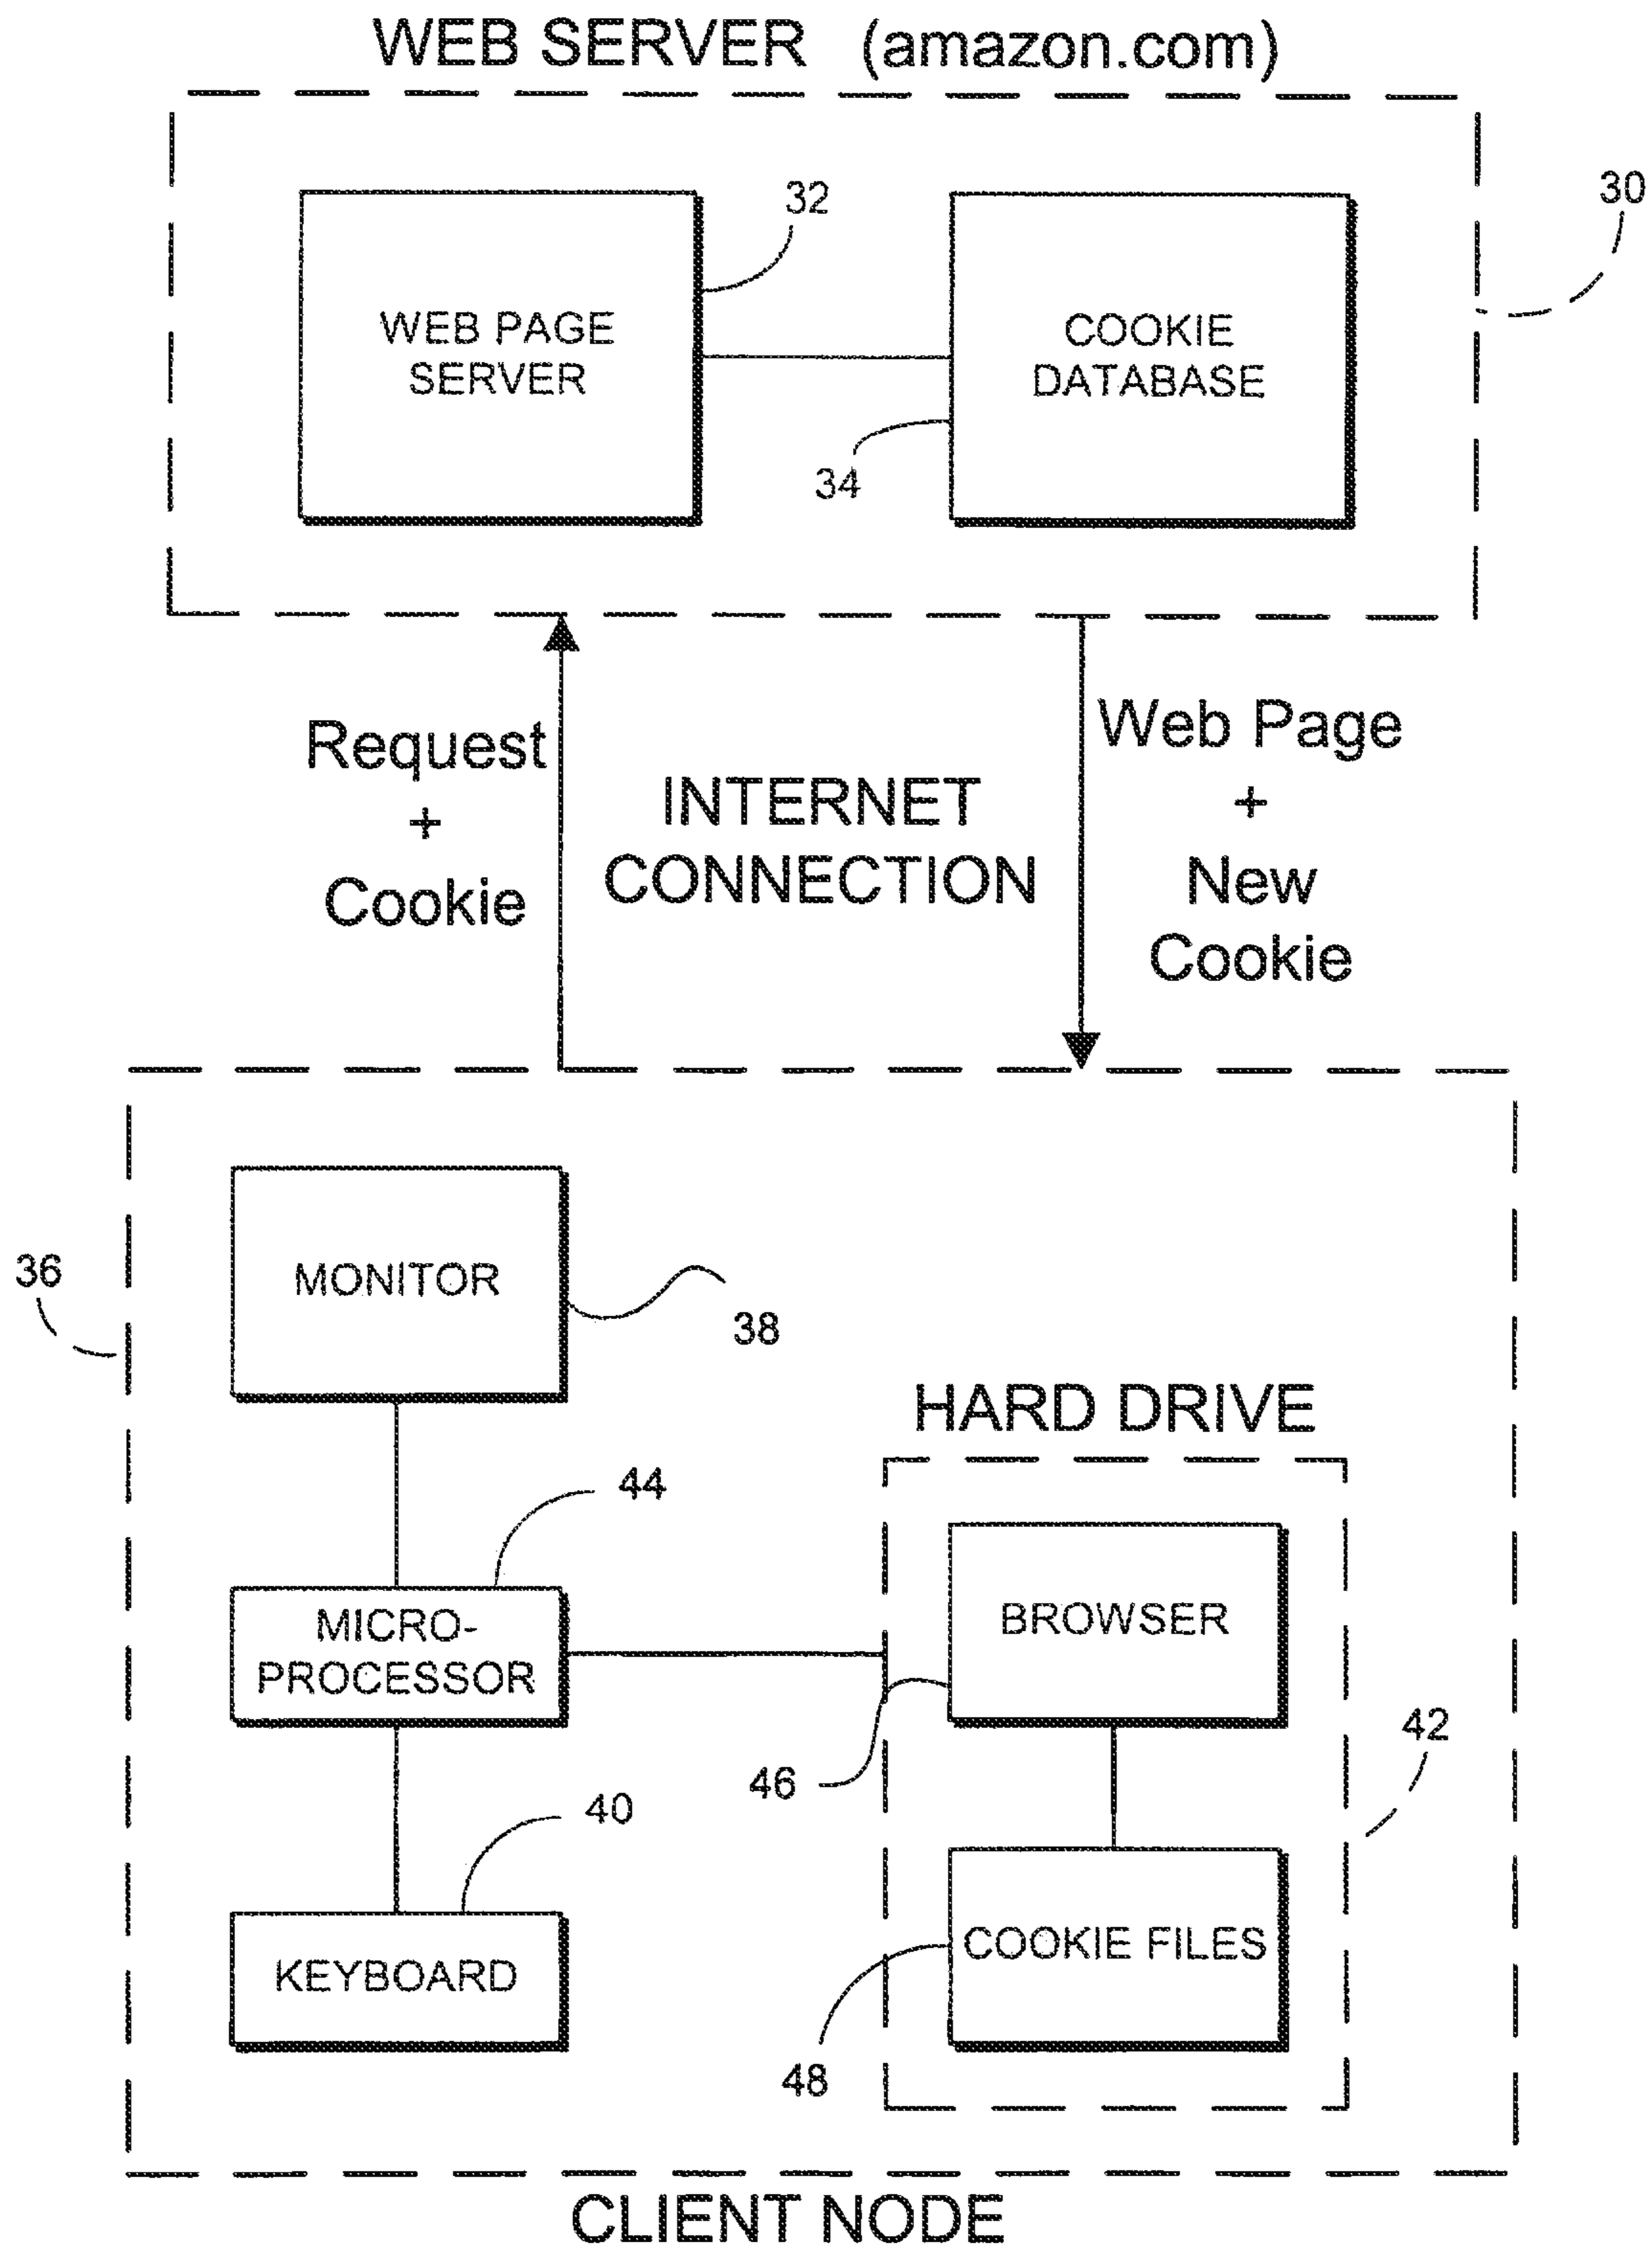 WEB SERVER (amazon.com)
32
30
WEB PAGE
SERVER
COOKIE
DATABASE
34
Request
+
Cookie
INTERNET
CONNECTION
Web Page
+
New
Cookie
36
MONITOR
38
HARD DRIVE
44
MICRO-
PROCESSOR
BROWSER
46
42
40
KEYBOARD
COOKIE FILES
48
CLIENT NODE